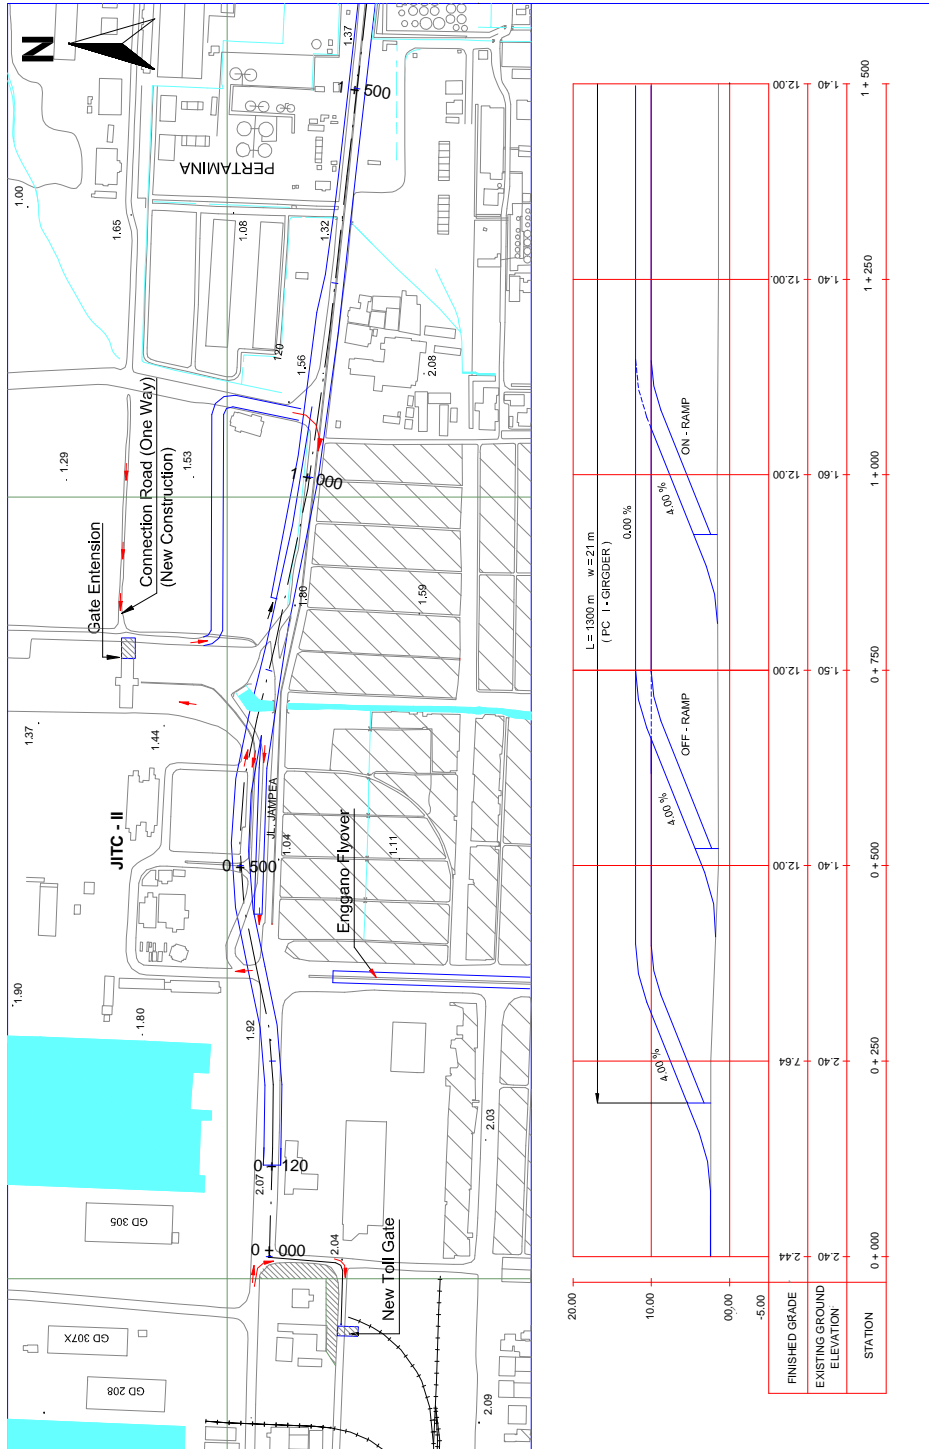 N
1.37
1 + 500
PERTAMINA
1.00
1.65
1.08
1.32
120
1.56
2.08
Connection Road (One Way)
(New Construction)
1.29
1.53
1 + 000
Gate Entension
1.80
1.59
1.37
1.44
JITC - II
JL. JAMPEA
0 + 500
1.04
1.11
Enggano Flyover
1.90
1.80
1.92
2.03
0 + 120
2.07
GD 305
0 + 000
2.04
New Toll Gate
GD 307X
GD 208
2.09
L = 1300 m w = 21 m
( PC I - GIRGDER )
0.00 %
4.00 %
ON - RAMP
4.00 %
OFF - RAMP
4.00 %
20.00
10.00
00.00
-5.00
FINISHED GRADE
2.44
7.64
12.00
12.00
12.00
12.00
12.00
EXISTING GROUND
ELEVATION
2.40
2.40
1.40
1.50
1.60
1.40
1.40
STATION
0 + 000
0 + 250
0 + 500
0 + 750
1 + 000
1 + 250
1 + 500